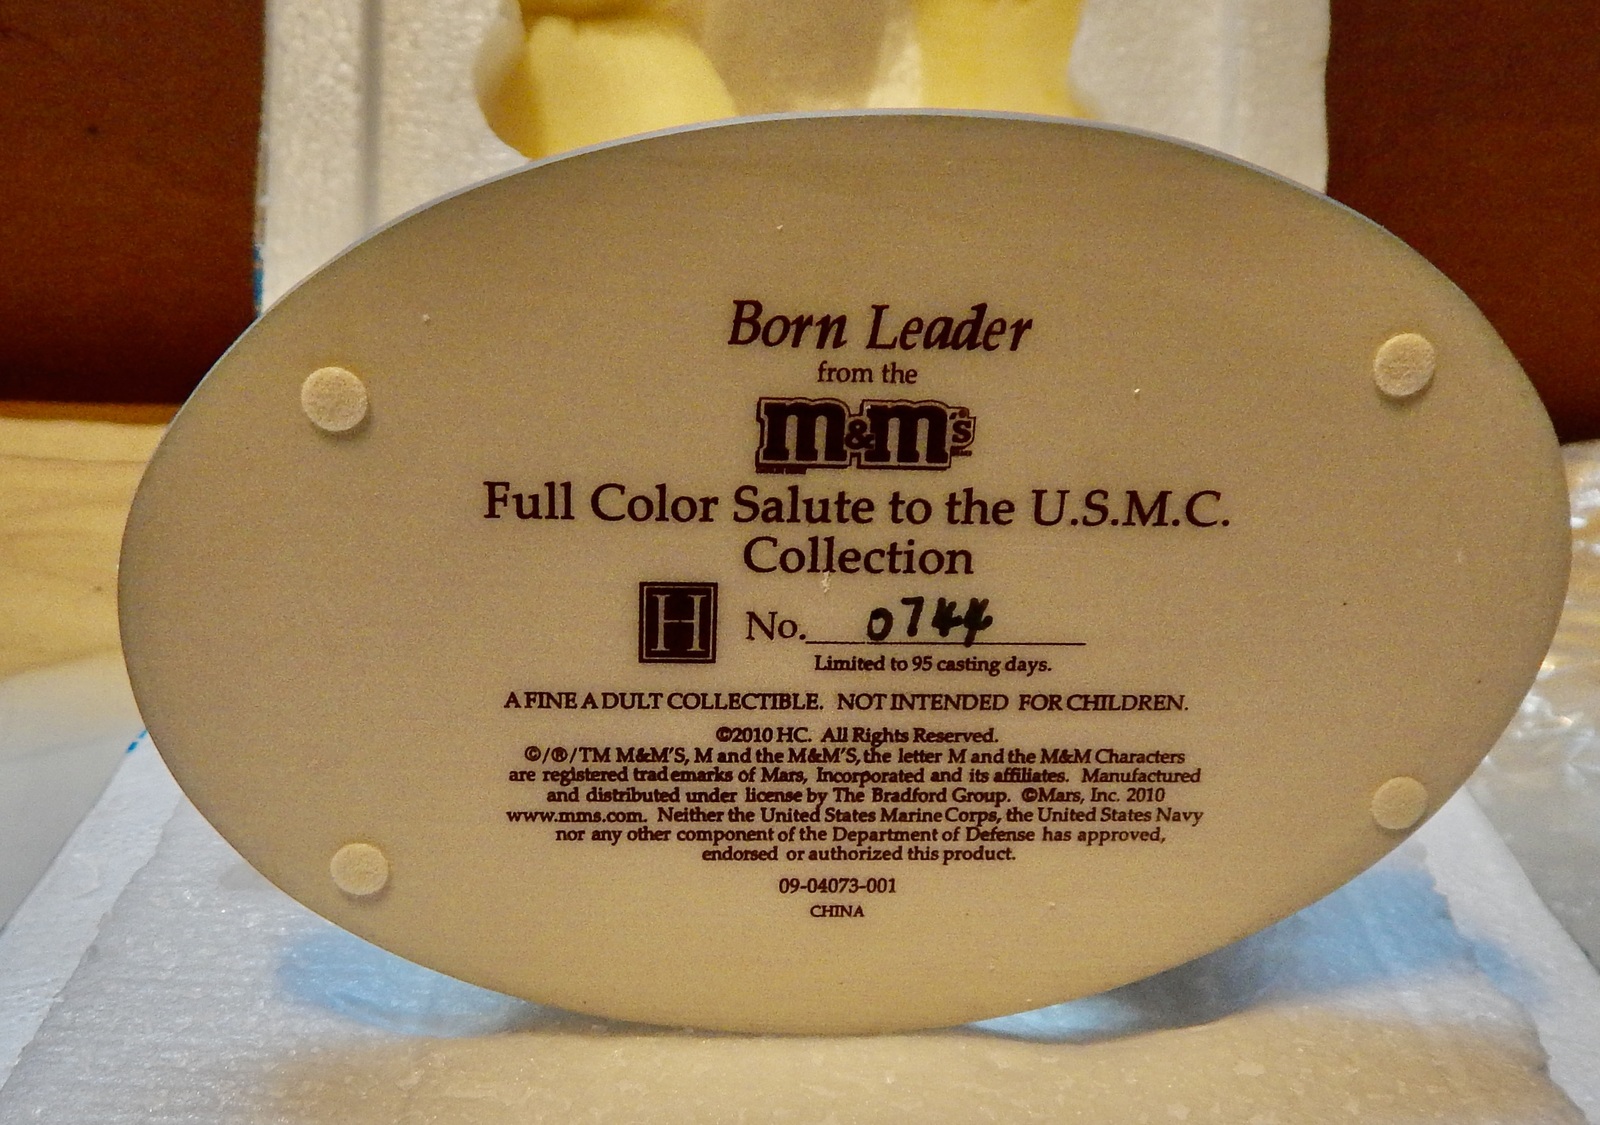 Born Leader
from the
m&m's
Full Color Salute to the U.S.M.C.
Collection
H No. 0744
Limited to 95 casting days.
A FINE ADULT COLLECTIBLE. NOT INTENDED FOR CHILDREN.
©2010 HC. All Rights Reserved.
©/®/TM M&M'S, M and the M&M'S, the letter M and the M&M Characters
are registered trademarks of Mars, Incorporated and its affiliates. Manufactured
and distributed under license by The Bradford Group. ©Mars, Inc. 2010
www.mms.com. Neither the United States Marine Corps, the United States Navy
nor any other component of the Department of Defense has approved,
endorsed or authorized this product.
09-04073-001
CHINA